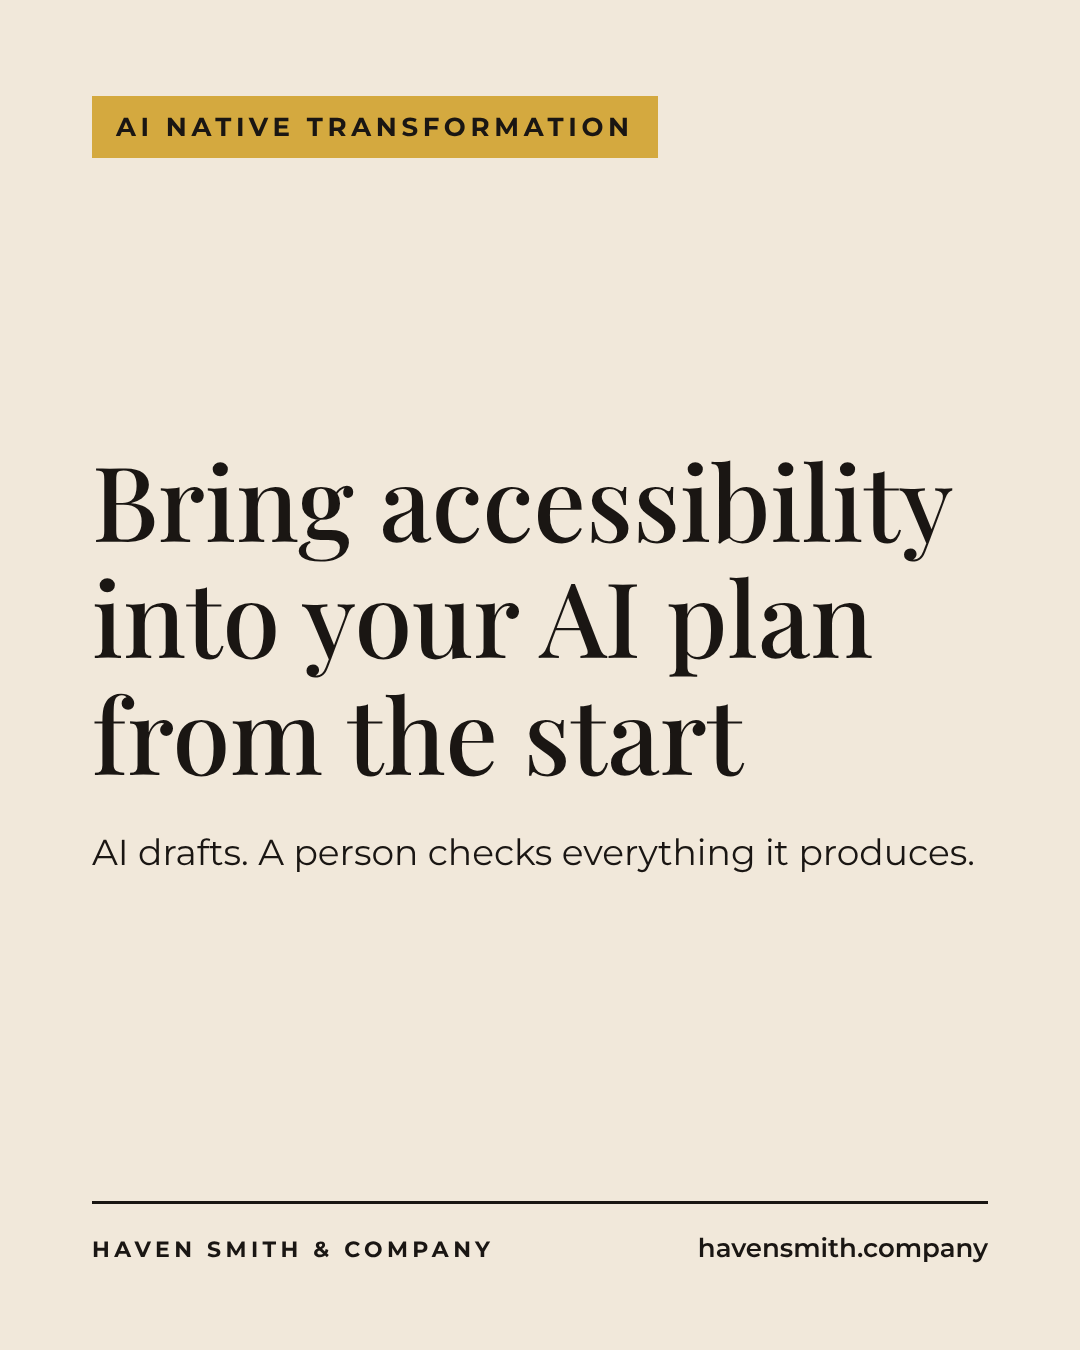 AI NATIVE TRANSFORMATION
Bring accessibility
into your AI plan
from the start
AI drafts. A person checks everything it produces.
HAVEN SMITH & COMPANY
havensmith.company